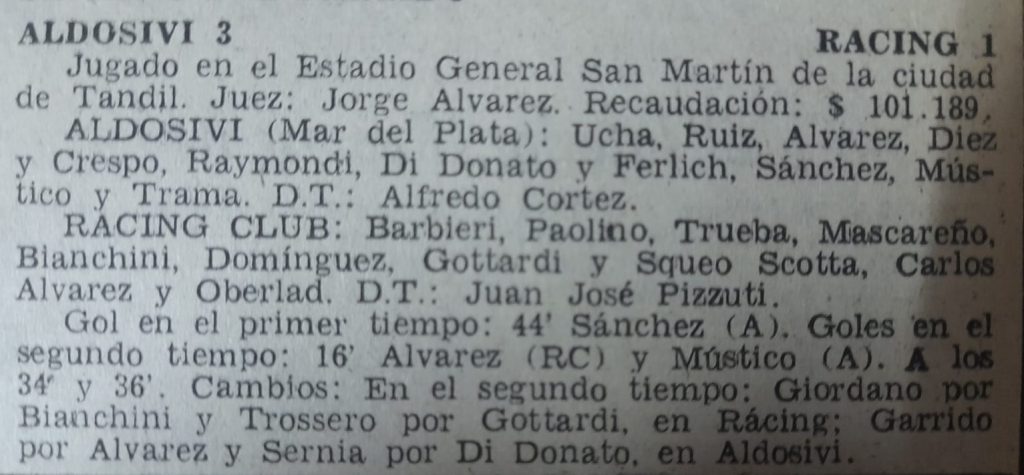 ALDOSIVI 3 RACING 1
Jugado en el Estadio General San Martín de la ciudad
de Tandil. Juez: Jorge Alvarez. Recaudación: $ 101.189.
ALDOSIVI (Mar del Plata): Ucha, Ruiz, Alvarez, Diez
y Crespo, Raymondi, Di Donato y Ferlich, Sánchez, Mús-
tico y Trama. D.T.: Alfredo Cortez.
RACING CLUB: Barbieri, Paolino, Trueba, Mascareño,
Bianchini, Domínguez, Gottardi y Squeo Scotta, Carlos
Alvarez y Oberlad. D.T.: Juan José Pizzuti.
Gol en el primer tiempo: 44' Sánchez (A). Goles en el
segundo tiempo: 16' Alvarez (RC) y Mústico (A). A los
34' y 36'. Cambios: En el segundo tiempo: Giordano por
Bianchini y Trossero por Gottardi, en Rácing; Garrido
por Alvarez y Sernia por Di Donato, en Aldosivi.